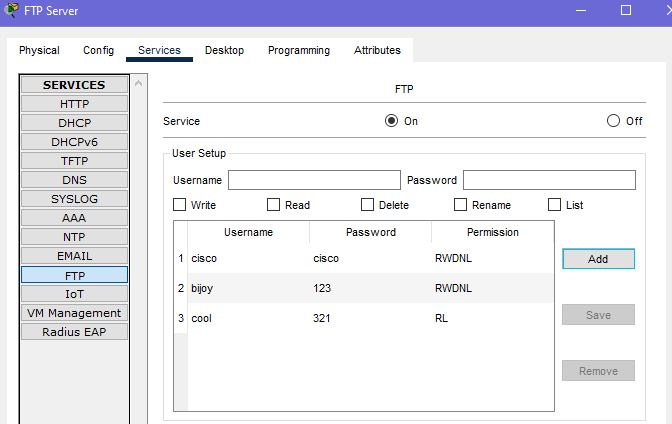 FTP Server
Physical Config Services Desktop Programming Attributes
SERVICES
HTTP
DHCP
DHCPv6
TFTP
DNS
SYSLOG
AAA
NTP
EMAIL
FTP
IoT
VM Management
Radius EAP
FTP
Service On Off
User Setup
Username Password
Write Read Delete Rename List
Username Password Permission
1 cisco cisco RWDNL
2 bijoy 123 RWDNL
3 cool 321 RL
Add
Save
Remove